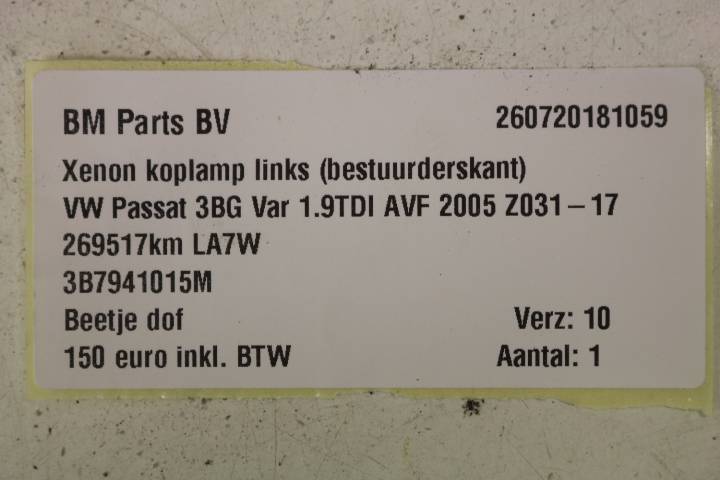 BM Parts BV 260720181059
Xenon koplamp links (bestuurderskant)
VW Passat 3BG Var 1.9TDI AVF 2005 Z031-17
269517km LA7W
3B7941015M
Beetje dof Verz: 10
150 euro inkl. BTW Aantal: 1